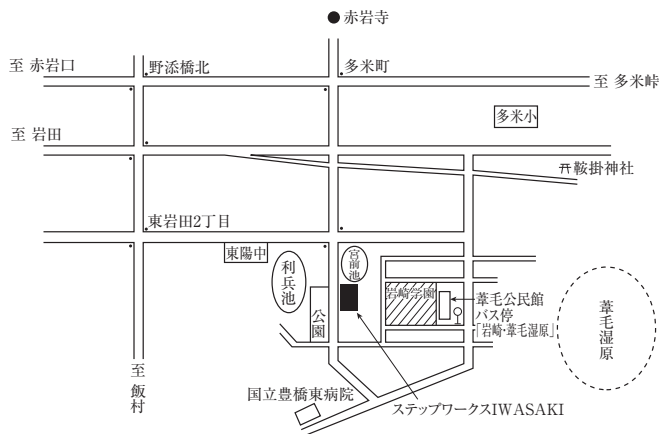 赤岩寺
至 赤岩口
野添橋北
多米町
至 多米峠
多米小
至 岩田
鞍掛神社
東岩田2丁目
東陽中
利兵池
宮前池
岩崎学園
葦毛公民館
バス停
「岩崎・葦毛湿原」
葦毛湿原
公園
至 飯村
国立豊橋東病院
ステップワークスIWASAKI